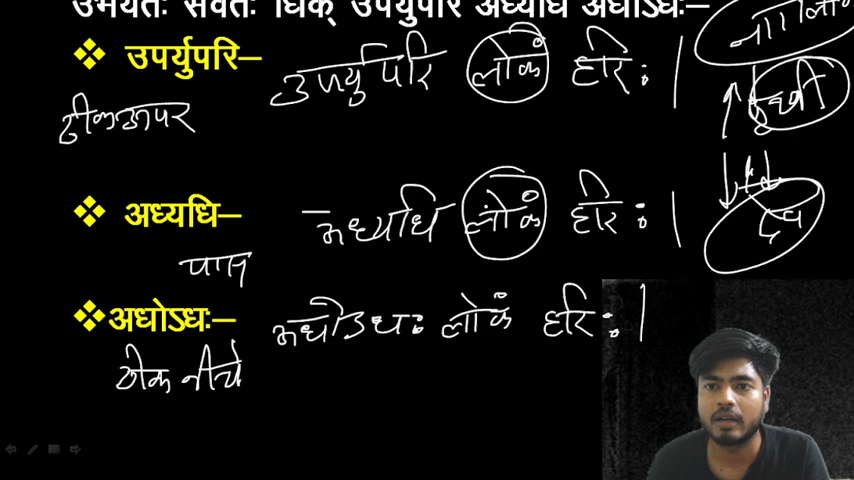 उभयतः सर्वतः धिक् उपर्युपरि अध्यधि अधोऽधः–
❖ उपर्युपरि– उपर्युपरि लोकं हरिः।
ठीक ऊपर
पृथ्वी
❖ अध्यधि– अध्यधि लोकं हरिः।
पास
❖ अधोऽधः– अधोऽधः लोकं हरिः।
ठीक नीचे